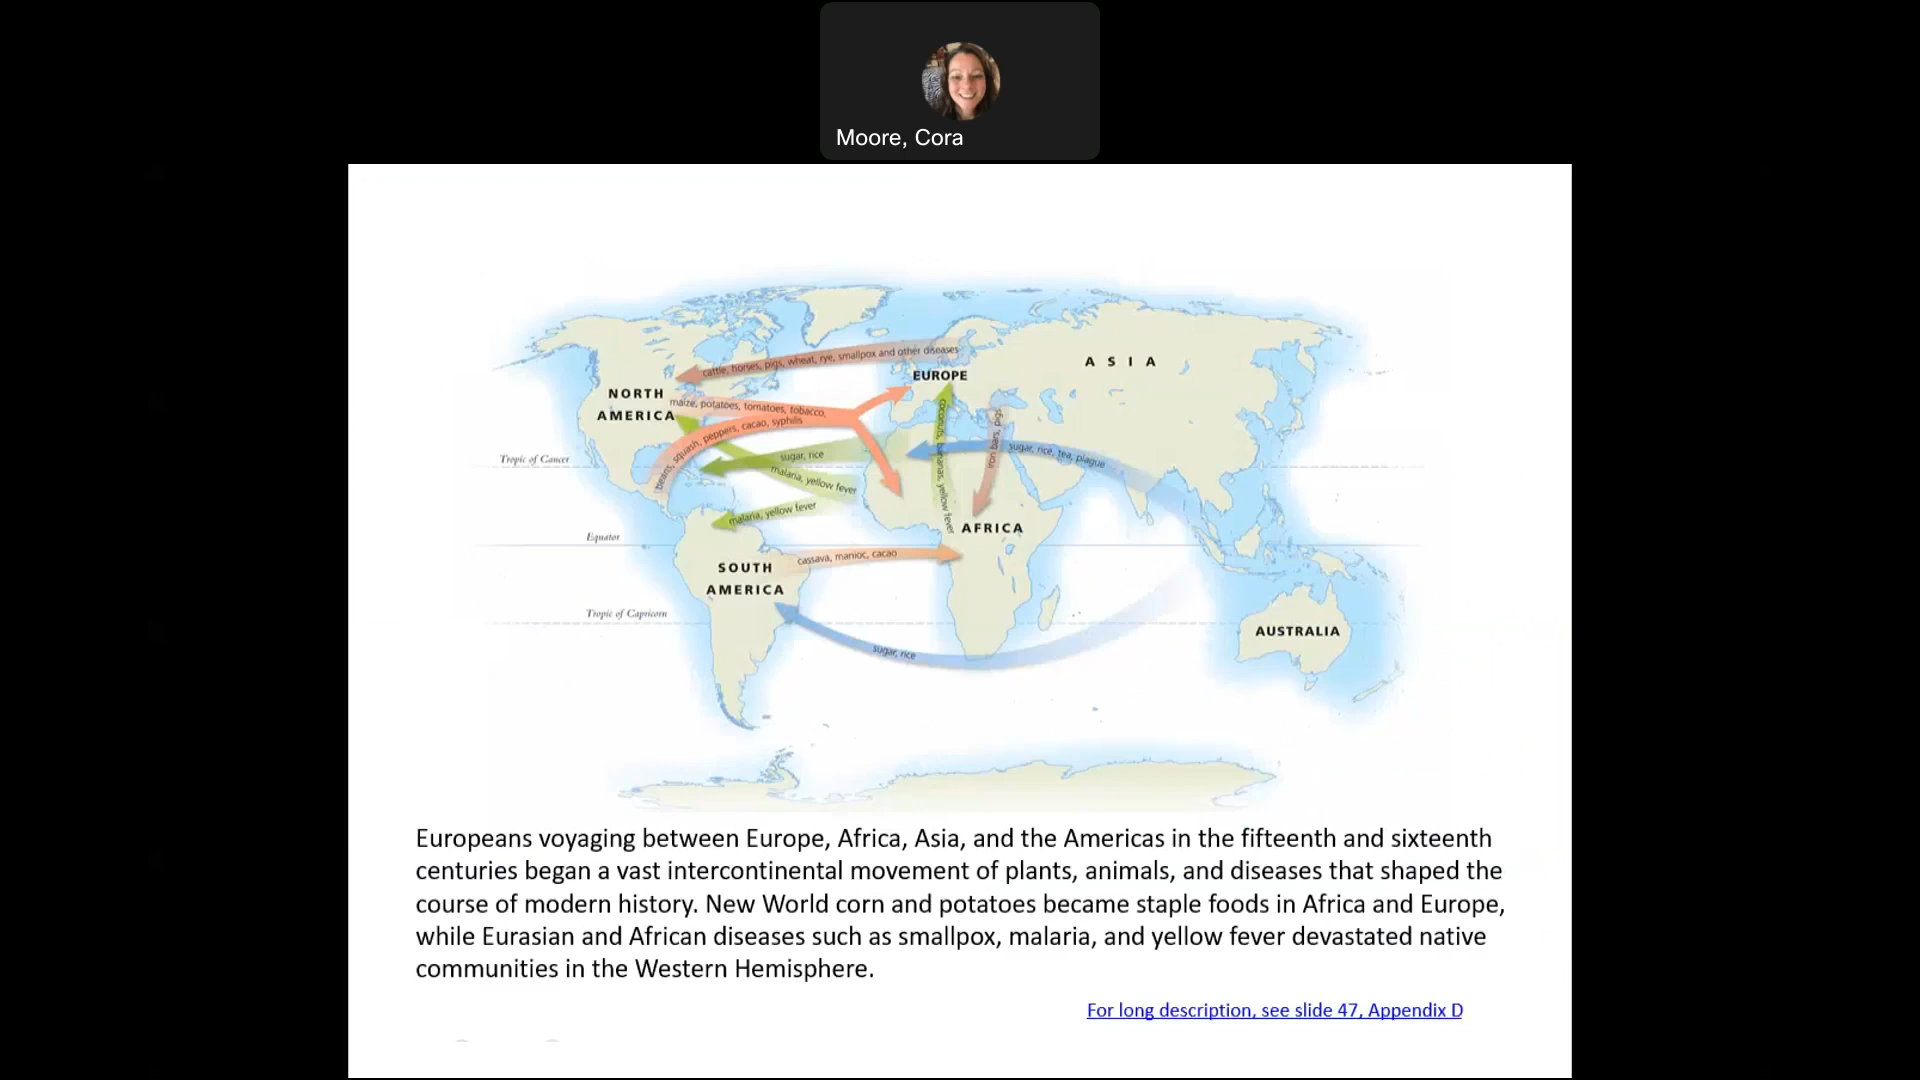 Moore, Cora
cattle, horses, pigs, wheat, rye, smallpox and other diseases
A S I A
EUROPE
NORTH
AMERICA
maize, potatoes, tomatoes, tobacco,
beans, squash, peppers, cacao, syphilis
coconuts, bananas, yellow fever
iron bars, pigs
sugar, rice, tea, plague
Tropic of Cancer
sugar, rice
malaria, yellow fever
malaria, yellow fever
AFRICA
Equator
cassava, manioc, cacao
SOUTH
AMERICA
Tropic of Capricorn
AUSTRALIA
sugar, rice
Europeans voyaging between Europe, Africa, Asia, and the Americas in the fifteenth and sixteenth
centuries began a vast intercontinental movement of plants, animals, and diseases that shaped the
course of modern history. New World corn and potatoes became staple foods in Africa and Europe,
while Eurasian and African diseases such as smallpox, malaria, and yellow fever devastated native
communities in the Western Hemisphere.
For long description, see slide 47, Appendix D